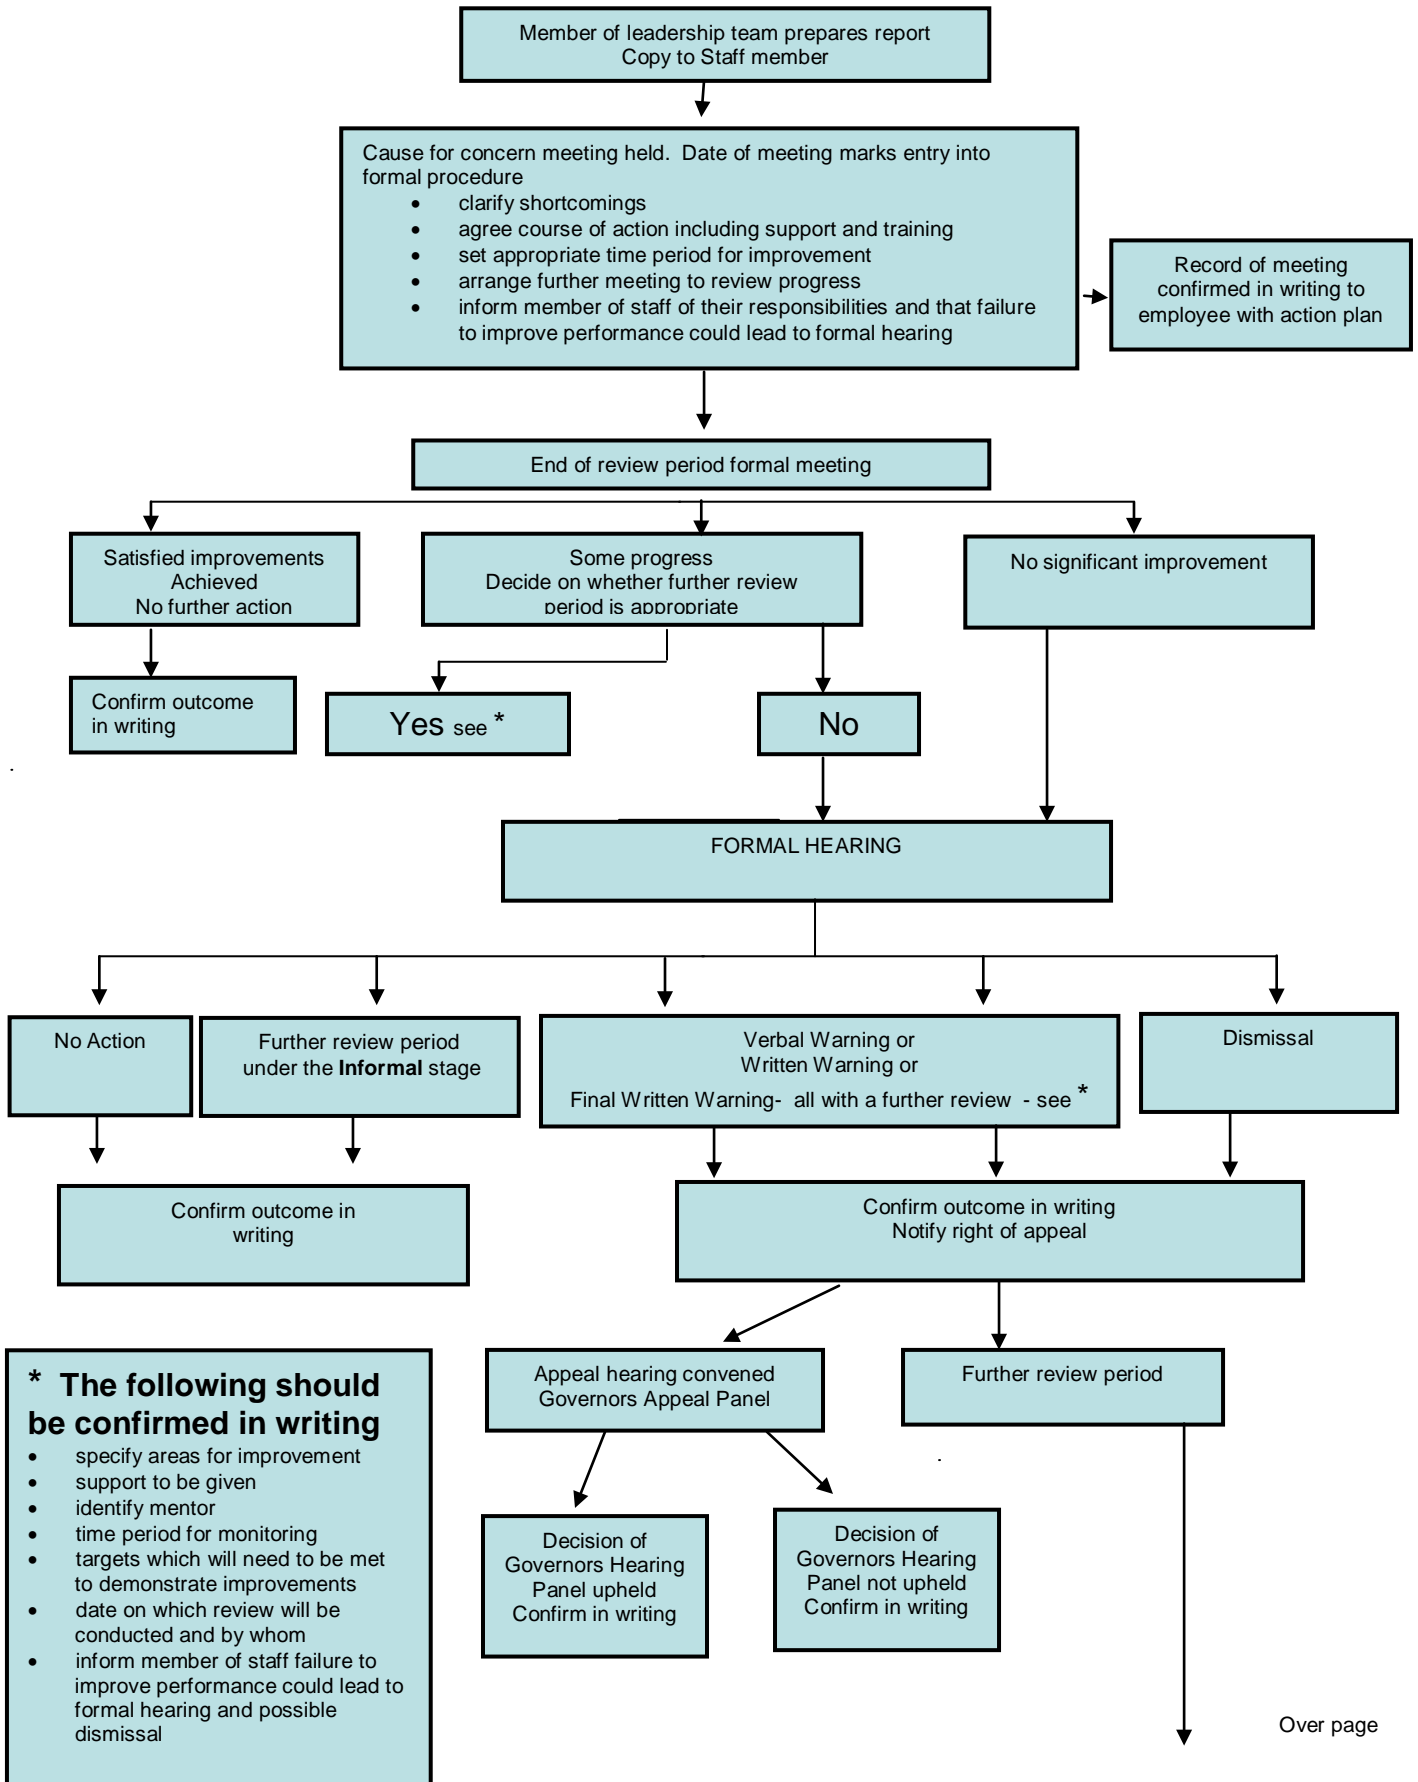 Member of leadership team prepares report
Copy to Staff member
Cause for concern meeting held.  Date of meeting marks entry into
formal procedure
• clarify shortcomings
• agree course of action including support and training
• set appropriate time period for improvement
• arrange further meeting to review progress
• inform member of staff of their responsibilities and that failure
to improve performance could lead to formal hearing
Record of meeting
confirmed in writing to
employee with action plan
End of review period formal meeting
Satisfied improvements
Achieved
No further action
Some progress
Decide on whether further review
period is appropriate
No significant improvement
Confirm outcome
in writing
Yes see *
No
.
FORMAL HEARING
No Action
Further review period
under the Informal stage
Verbal Warning or
Written Warning or
Final Written Warning-  all with a further review  - see *
Dismissal
Confirm outcome in
writing
Confirm outcome in writing
Notify right of appeal
Appeal hearing convened
Governors Appeal Panel
Further review period
.
Decision of
Governors Hearing
Panel upheld
Confirm in writing
Decision of
Governors Hearing
Panel not upheld
Confirm in writing
* The following should
be confirmed in writing
• specify areas for improvement
• support to be given
• identify mentor
• time period for monitoring
• targets which will need to be met
to demonstrate improvements
• date on which review will be
conducted and by whom
• inform member of staff failure to
improve performance could lead to
formal hearing and possible
dismissal
Over page